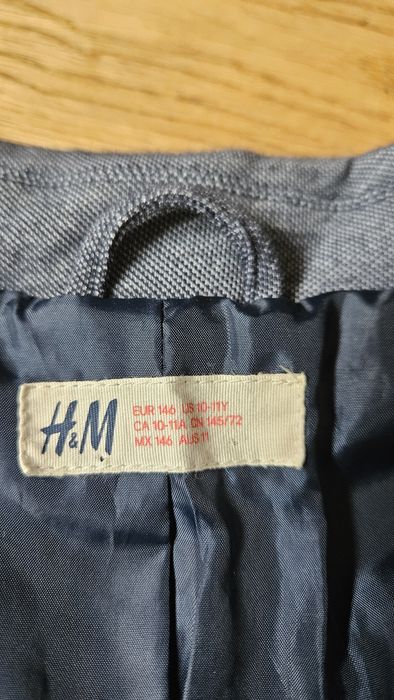 H&M
EUR 146 US 10-11Y
CA 10-11A CN 145/72
MX 146 AUS 11